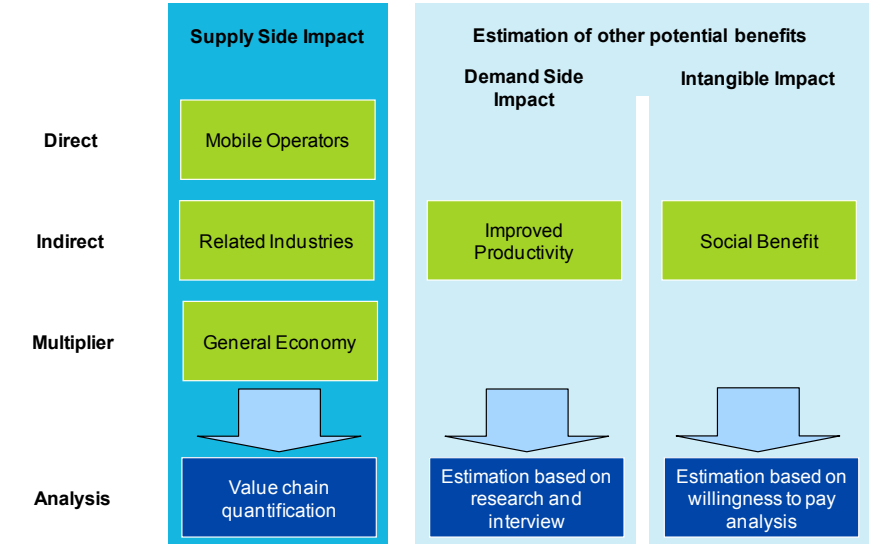 Supply Side Impact
Estimation of other potential benefits
Demand Side
Impact
Intangible Impact
Direct
Mobile Operators
Indirect
Related Industries
Improved
Productivity
Social Benefit
Multiplier
General Economy
Analysis
Value chain
quantification
Estimation based on
research and
interview
Estimation based on
willingness to pay
analysis